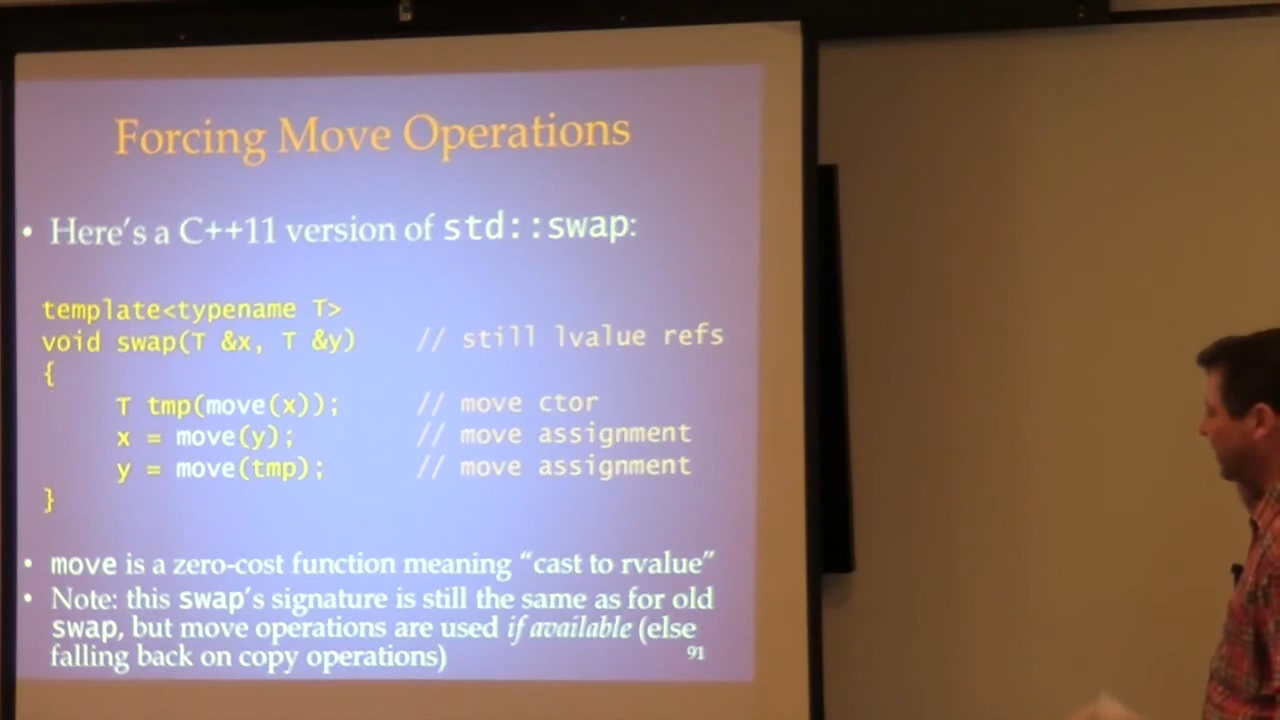 Forcing Move Operations
• Here's a C++11 version of std::swap:
template<typename T>
void swap(T &x, T &y) // still lvalue refs
{
T tmp(move(x)); // move ctor
x = move(y); // move assignment
y = move(tmp); // move assignment
}
• move is a zero-cost function meaning “cast to rvalue”
• Note: this swap's signature is still the same as for old
swap, but move operations are used if available (else
falling back on copy operations)
91